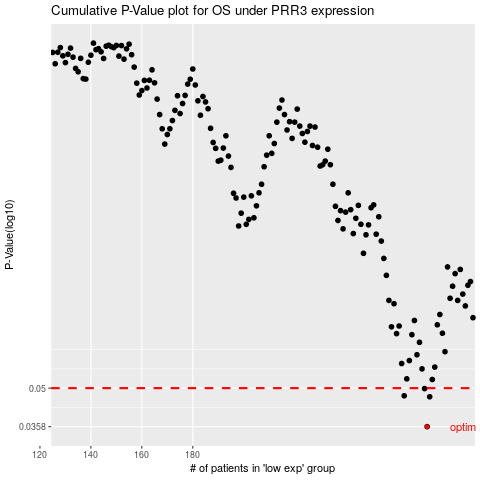 Cumulative P-Value plot for OS under PRR3 expression
P-Value(log10)
0.05
0.0358
optim
120 140 160 180
# of patients in 'low exp' group